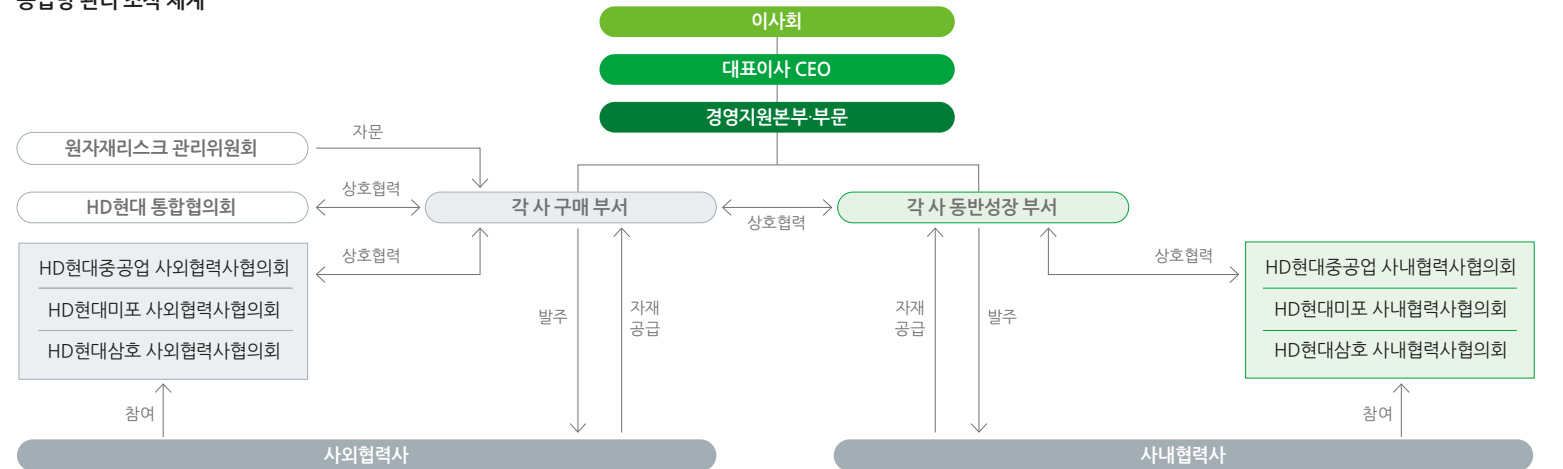 공급망 관리 조직 체계
이사회
대표이사 CEO
경영지원본부·부문
원자재리스크 관리위원회
자문
HD현대 통합협의회
상호협력
각 사 구매 부서
상호협력
각 사 동반성장 부서
상호협력
HD현대중공업 사외협력사협의회
HD현대미포 사외협력사협의회
HD현대삼호 사외협력사협의회
발주
자재
공급
자재
공급
발주
상호협력
HD현대중공업 사내협력사협의회
HD현대미포 사내협력사협의회
HD현대삼호 사내협력사협의회
참여
참여
사외협력사
사내협력사